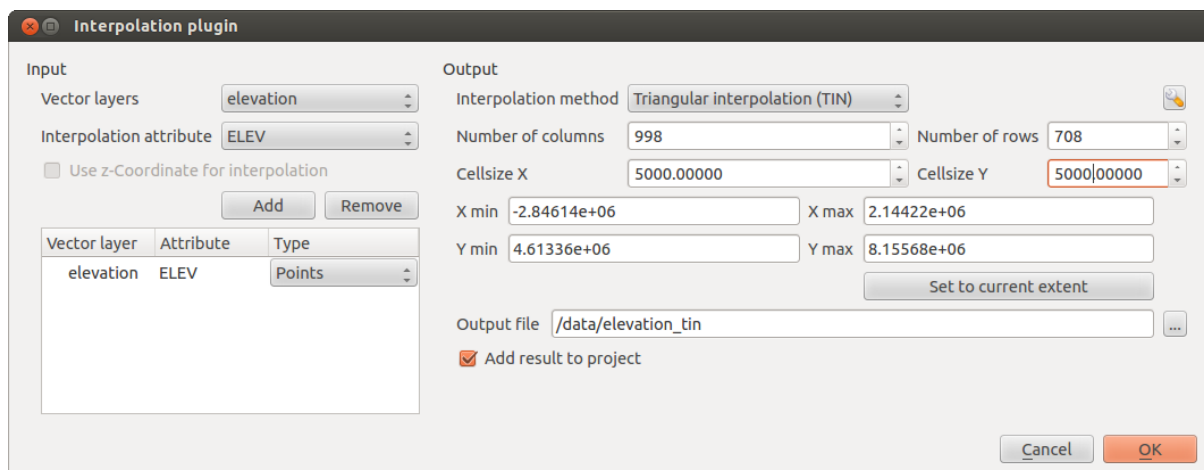 Interpolation plugin
Input
Vector layers elevation
Interpolation attribute ELEV
Use z-Coordinate for interpolation
Add Remove
Vector layer Attribute Type
elevation ELEV Points
Output
Interpolation method Triangular interpolation (TIN)
Number of columns 998 Number of rows 708
Cellsize X 5000.00000 Cellsize Y 5000.00000
X min -2.84614e+06 X max 2.14422e+06
Y min 4.61336e+06 Y max 8.15568e+06
Set to current extent
Output file /data/elevation_tin ...
Add result to project
Cancel OK